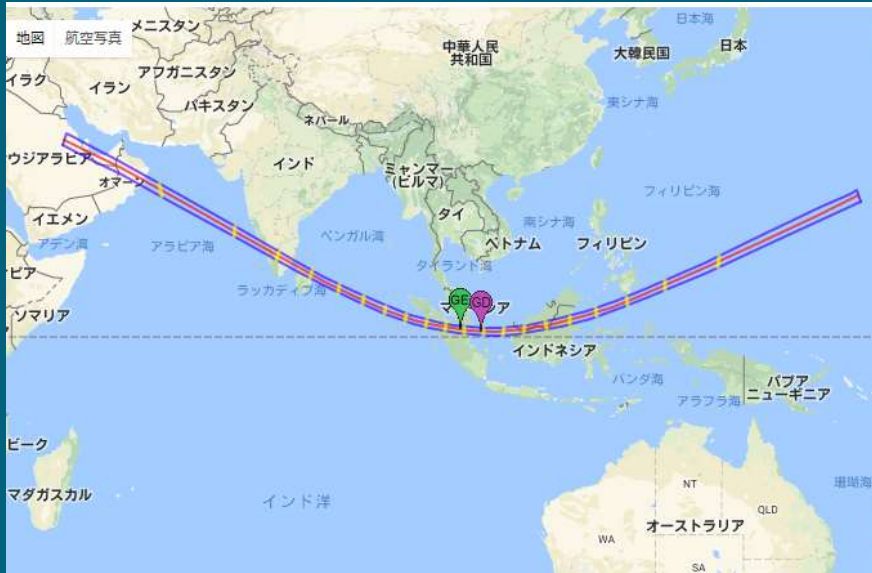 地図 航空写真
メニスタン
日本海
日本
大韓民国
中華人民
共和国
アフガニスタン
イラク
イラン
パキスタン
東シナ海
ネパール
ウジアラビア
インド
ミャンマー
(ビルマ)
オマーン
フィリピン海
イエメン
タイ
南シナ海
アデン湾
アラビア海
ベンガル湾
ベトナム
フィリピン
タイランド湾
ラッカディブ海
GE
GD
ソマリア
インドネシア
バンダ海
パプア
ニューギニア
アラフラ海
ビーク
マダガスカル
インド洋
NT
珊瑚海
QLD
オーストラリア
WA
SA